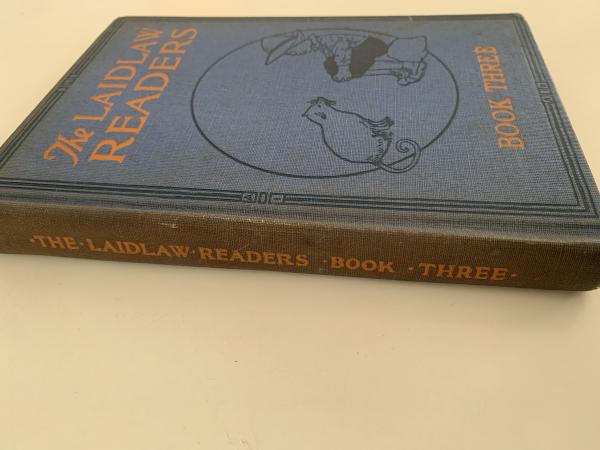 The LAIDLAW
READERS
BOOK THREE
·THE·LAIDLAW·READERS·BOOK·THREE·